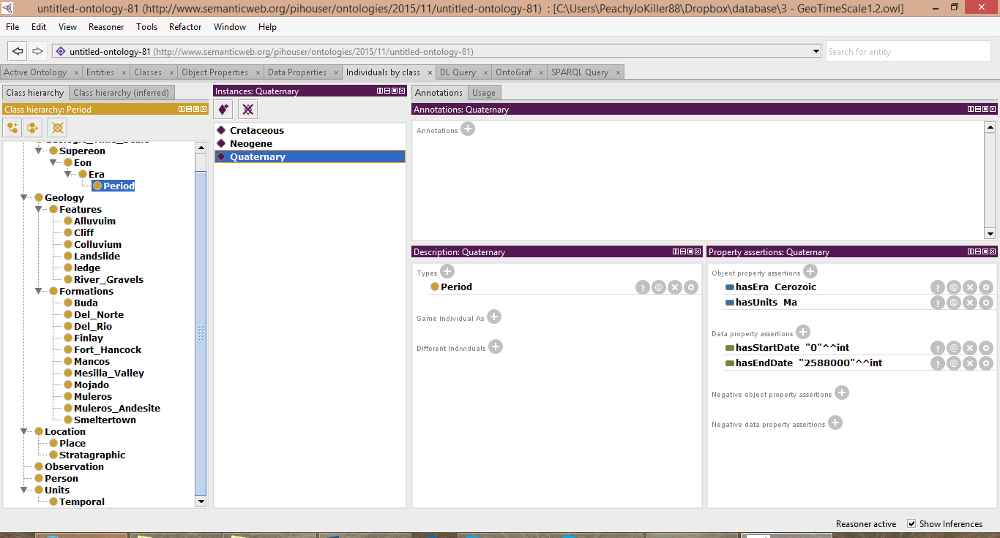 untitled-ontology-81 (http://www.semanticweb.org/pihouser/ontologies/2015/11/untitled-ontology-81) : [C:\Users\PeachyJoKiller88\Dropbox\database\3 - GeoTimeScale1.2.owl]
File Edit View Reasoner Tools Refactor Window Help
untitled-ontology-81 (http://www.semanticweb.org/pihouser/ontologies/2015/11/untitled-ontology-81)
Search for entity
Active Ontology × Entities × Classes × Object Properties × Data Properties × Individuals by class × DL Query × OntoGraf × SPARQL Query ×
Class hierarchy Class hierarchy (inferred)
Class hierarchy: Period
Supereon
Eon
Era
Period
Geology
Features
Alluvuim
Cliff
Colluvium
Landslide
ledge
River_Gravels
Formations
Buda
Del_Norte
Del_Rio
Finlay
Fort_Hancock
Mancos
Mesilla_Valley
Mojado
Muleros
Muleros_Andesite
Smeltertown
Location
Place
Stratagraphic
Observation
Person
Units
Temporal
Instances: Quaternary
Cretaceous
Neogene
Quaternary
Annotations Usage
Annotations: Quaternary
Annotations
Description: Quaternary
Types
Period
Same Individual As
Different Individuals
Property assertions: Quaternary
Object property assertions
hasEra Cerozoic
hasUnits Ma
Data property assertions
hasStartDate "0"^^int
hasEndDate "2588000"^^int
Negative object property assertions
Negative data property assertions
Reasoner active Show Inferences